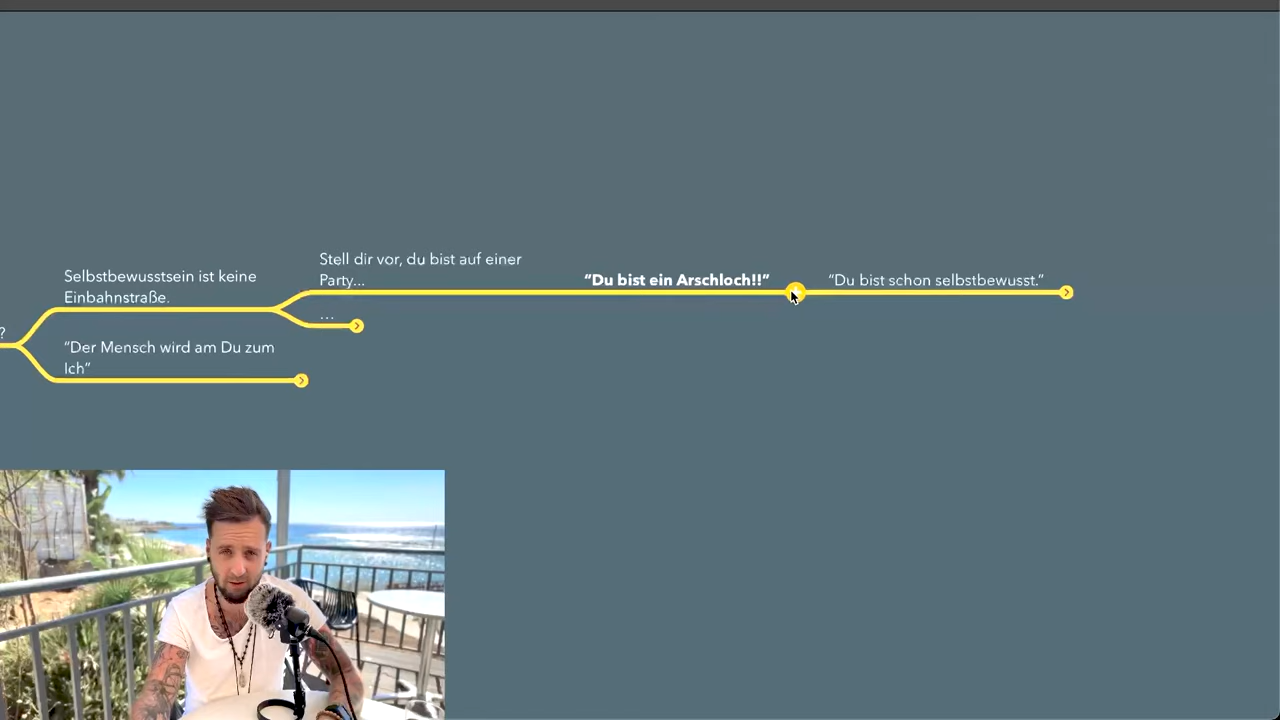 Stell dir vor, du bist auf einer
Party...
“Du bist ein Arschloch!!”
“Du bist schon selbstbewusst.”
Selbstbewusstsein ist keine
Einbahnstraße.
...
?
“Der Mensch wird am Du zum
Ich”